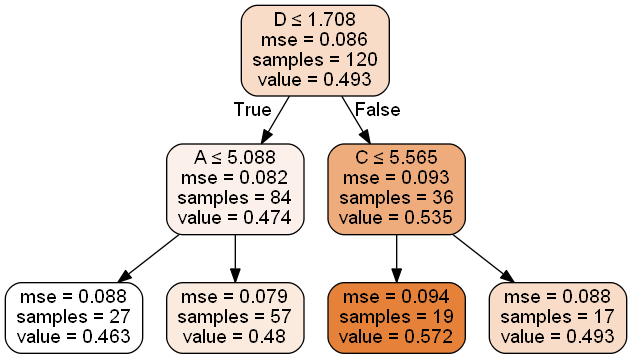 D ≤ 1.708
mse = 0.086
samples = 120
value = 0.493
True
False
A ≤ 5.088
mse = 0.082
samples = 84
value = 0.474
C ≤ 5.565
mse = 0.093
samples = 36
value = 0.535
mse = 0.088
samples = 27
value = 0.463
mse = 0.079
samples = 57
value = 0.48
mse = 0.094
samples = 19
value = 0.572
mse = 0.088
samples = 17
value = 0.493